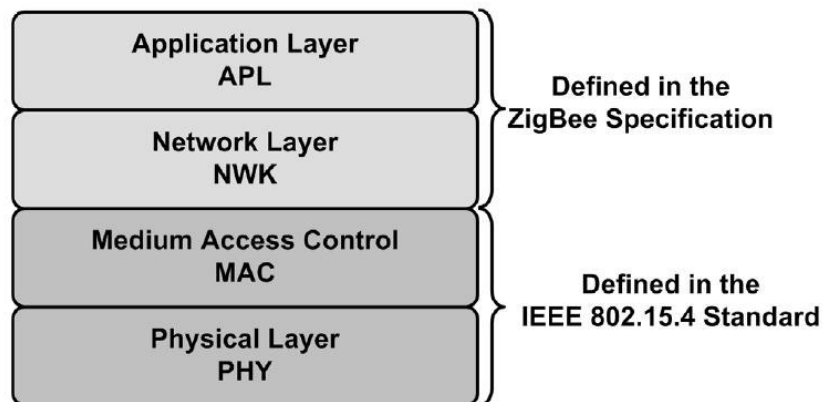 Application Layer
APL
Defined in the
ZigBee Specification
Network Layer
NWK
Medium Access Control
MAC
Defined in the
IEEE 802.15.4 Standard
Physical Layer
PHY